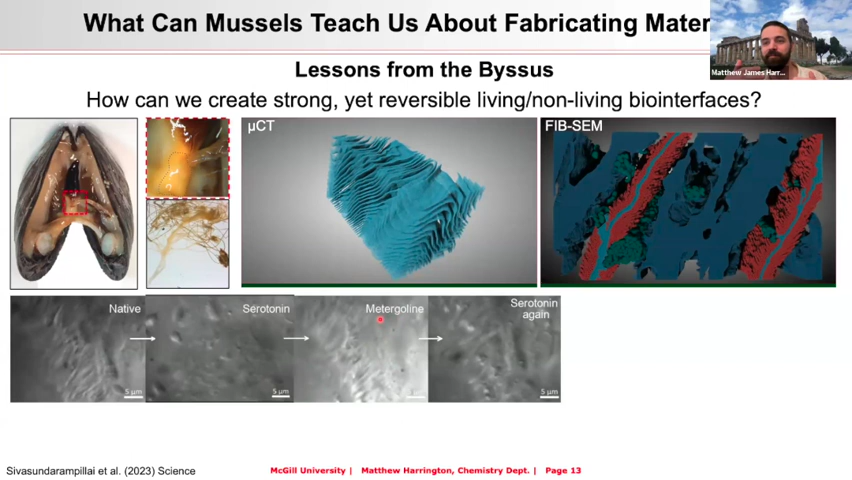 What Can Mussels Teach Us About Fabricating Mater
Matthew James Harr...
Lessons from the Byssus
How can we create strong, yet reversible living/non-living biointerfaces?
µCT
FIB-SEM
Native
Serotonin
Metergoline
Serotonin
again
5 µm
5 µm
5 µm
Sivasundarampillai et al. (2023) Science
McGill University | Matthew Harrington, Chemistry Dept. | Page 13